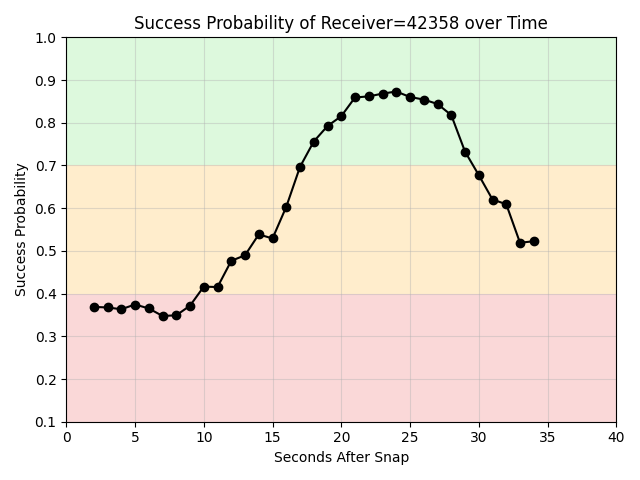 Success Probability of Receiver=42358 over Time
1.0
0.9
0.8
0.7
0.6
0.5
0.4
0.3
0.2
0.1
Success Probability
0 5 10 15 20 25 30 35 40
Seconds After Snap